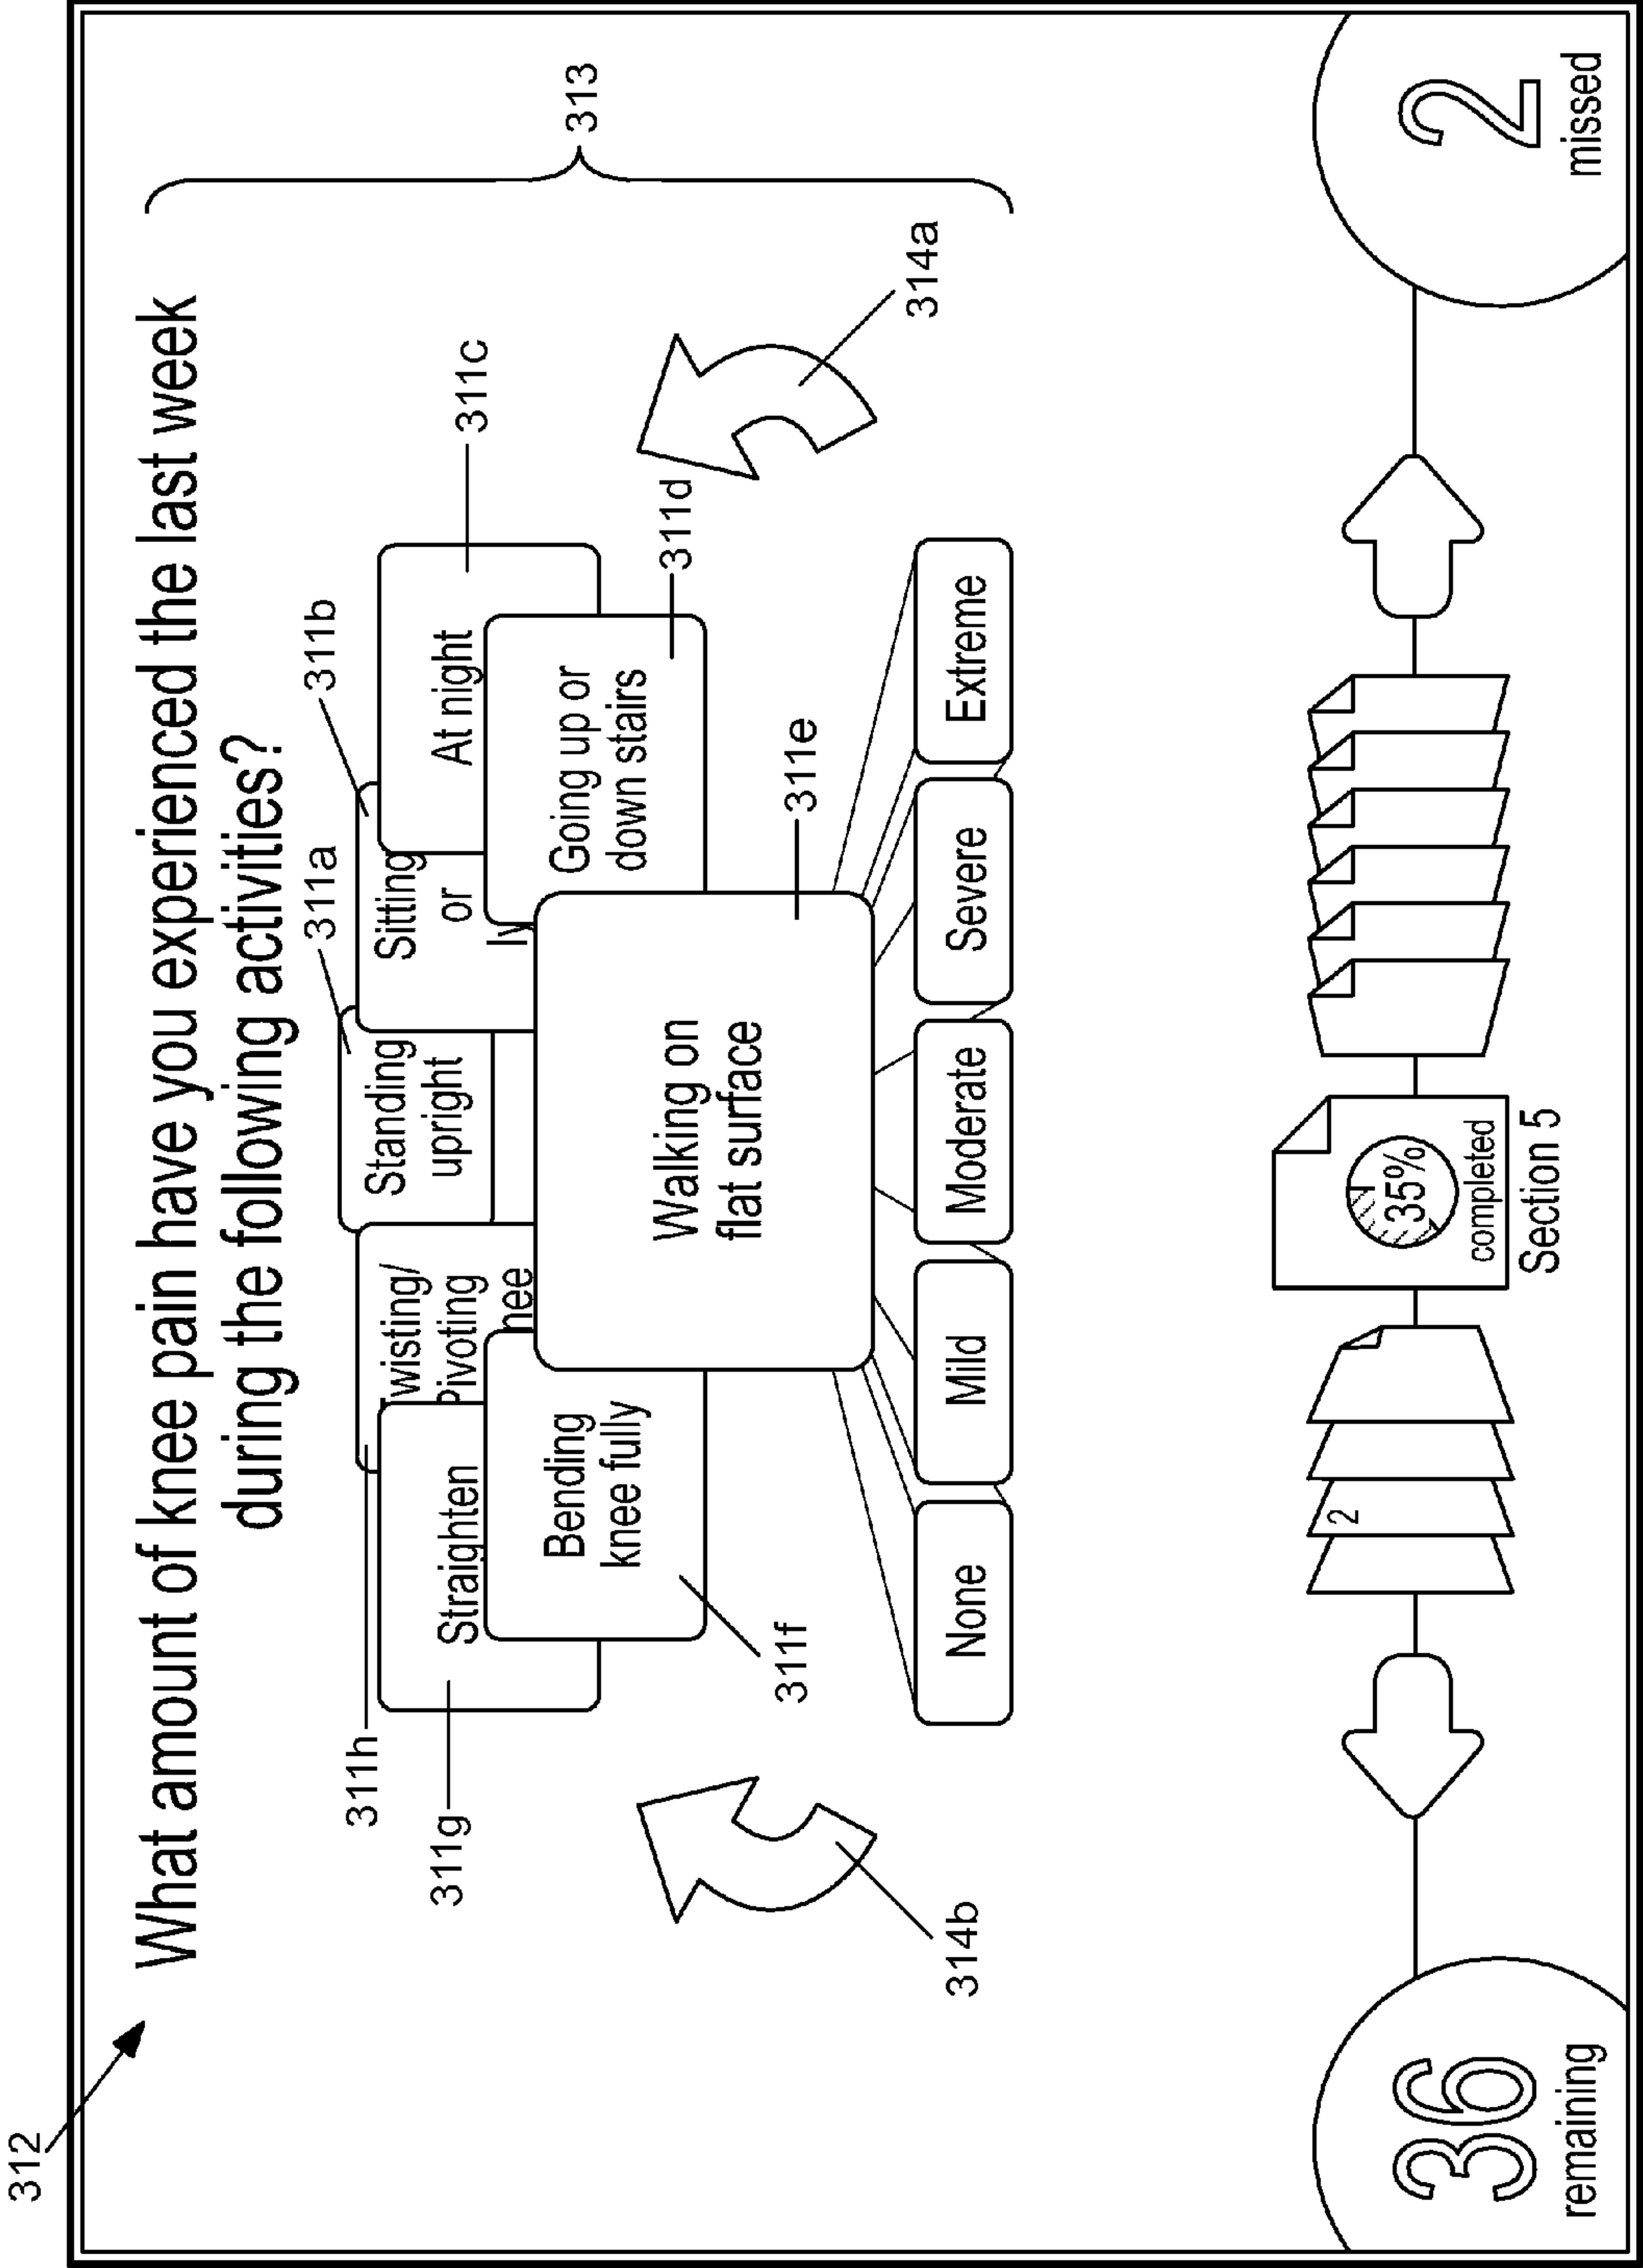 312
What amount of knee pain have you experienced the last week
during the following activities?
313
311a
311b
311c
311d
311e
311f
311g
311h
314a
314b
Standing
upright
Sitting
or
At night
Going up or
down stairs
Walking on
flat surface
Bending
knee fully
Straighten
wisting/
Pivoting
nee
None
Mild
Moderate
Severe
Extreme
36
remaining
2
35%
completed
Section 5
2
missed